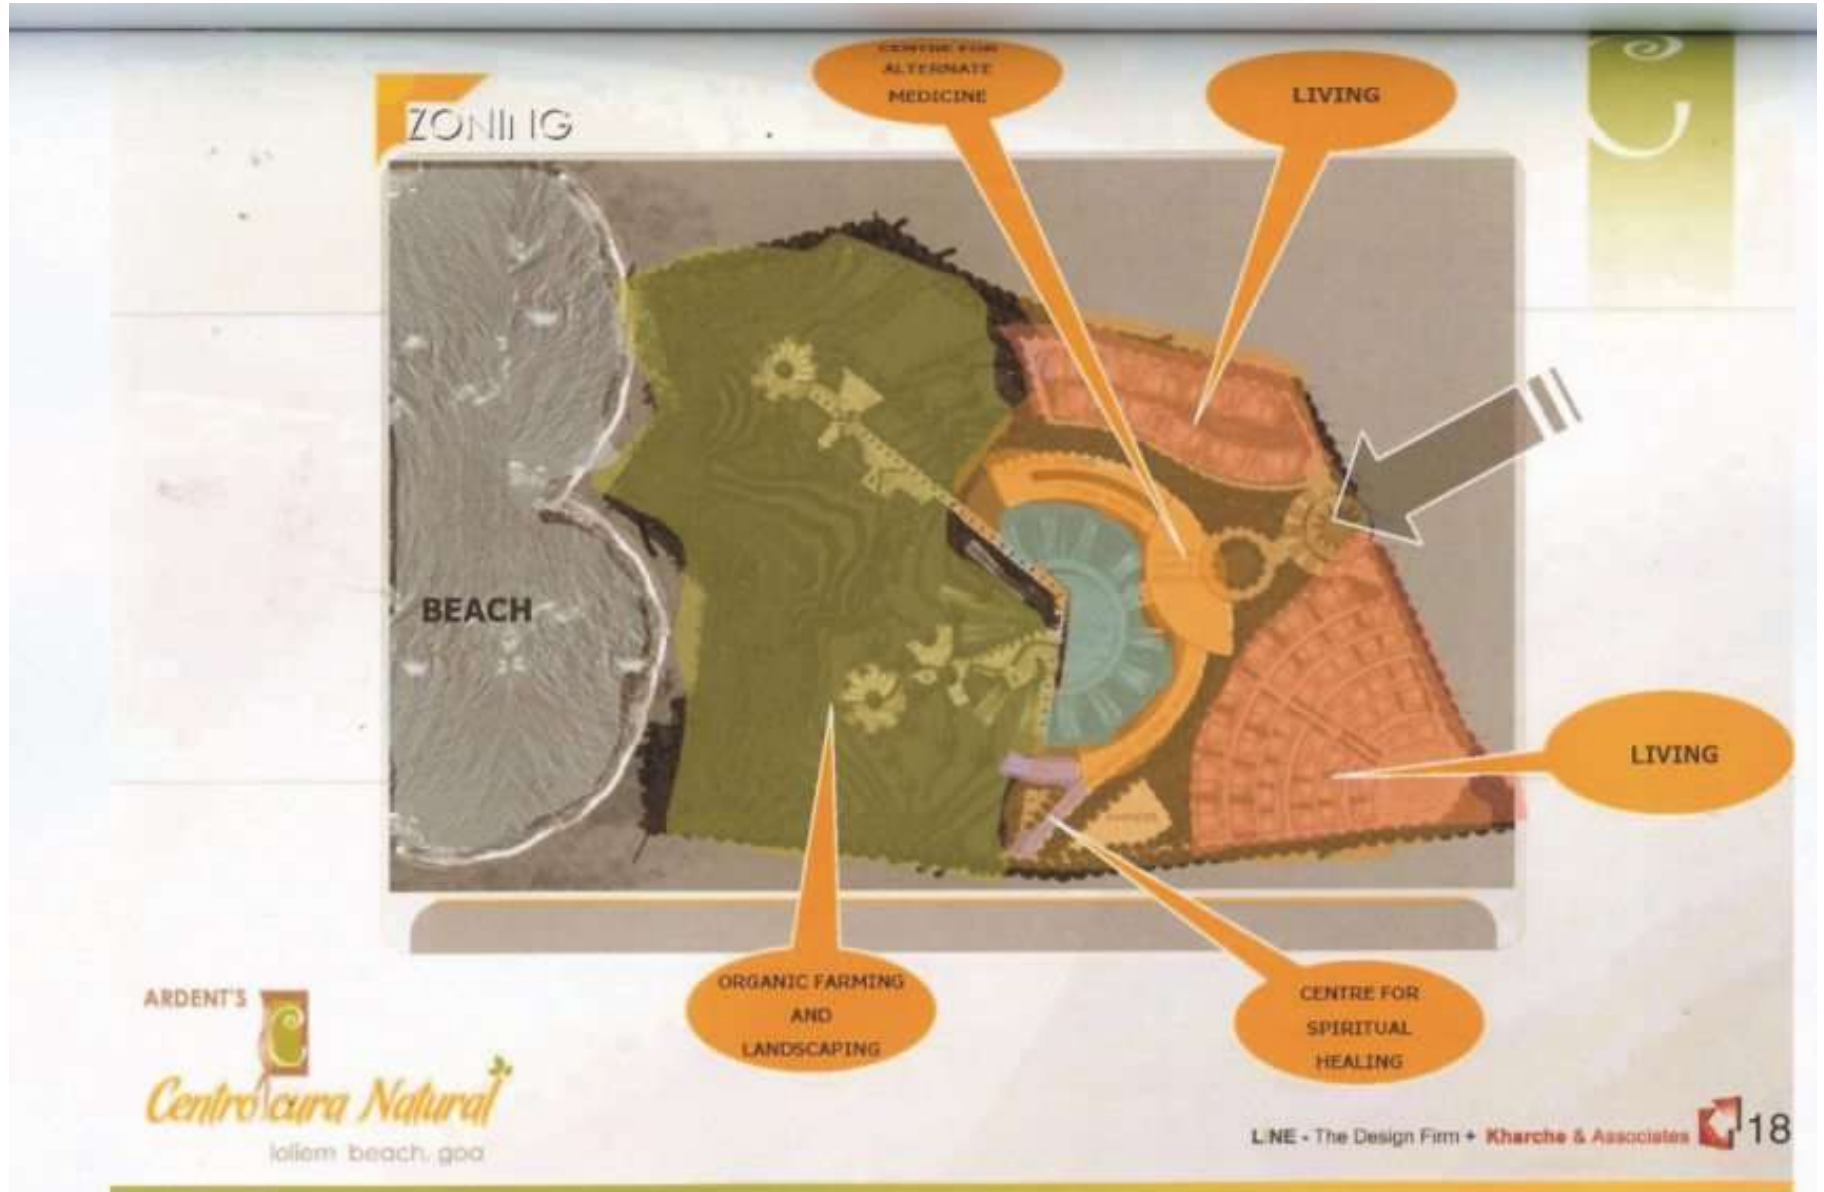 ZONING
CENTRE FOR
ALTERNATE
MEDICINE
LIVING
BEACH
LIVING
ORGANIC FARMING
AND
LANDSCAPING
CENTRE FOR
SPIRITUAL
HEALING
ARDENT'S
C
Centro cura Natural
loliem beach, goa
LINE - The Design Firm + Kharche & Associates 18